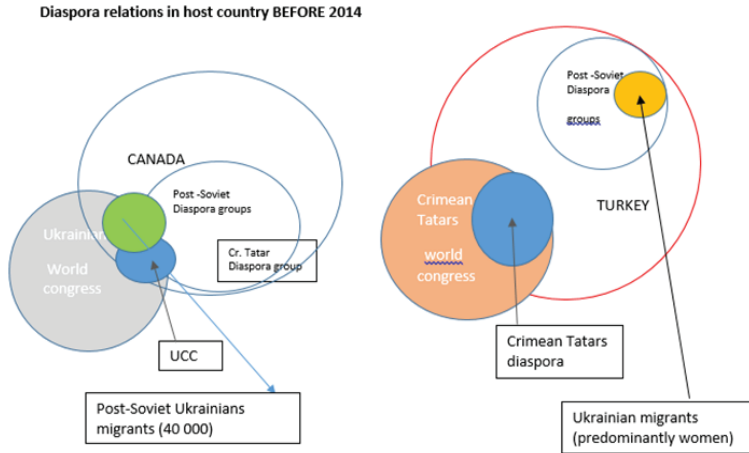 Diaspora relations in host country BEFORE 2014
CANADA
Post -Soviet
Diaspora groups
Ukrainian
World
congress
Cr. Tatar
Diaspora group
UCC
Post-Soviet Ukrainians
migrants (40 000)
Post -Soviet
Diaspora
groups
TURKEY
Crimean
Tatars
world
congress
Crimean Tatars
diaspora
Ukrainian migrants
(predominantly women)